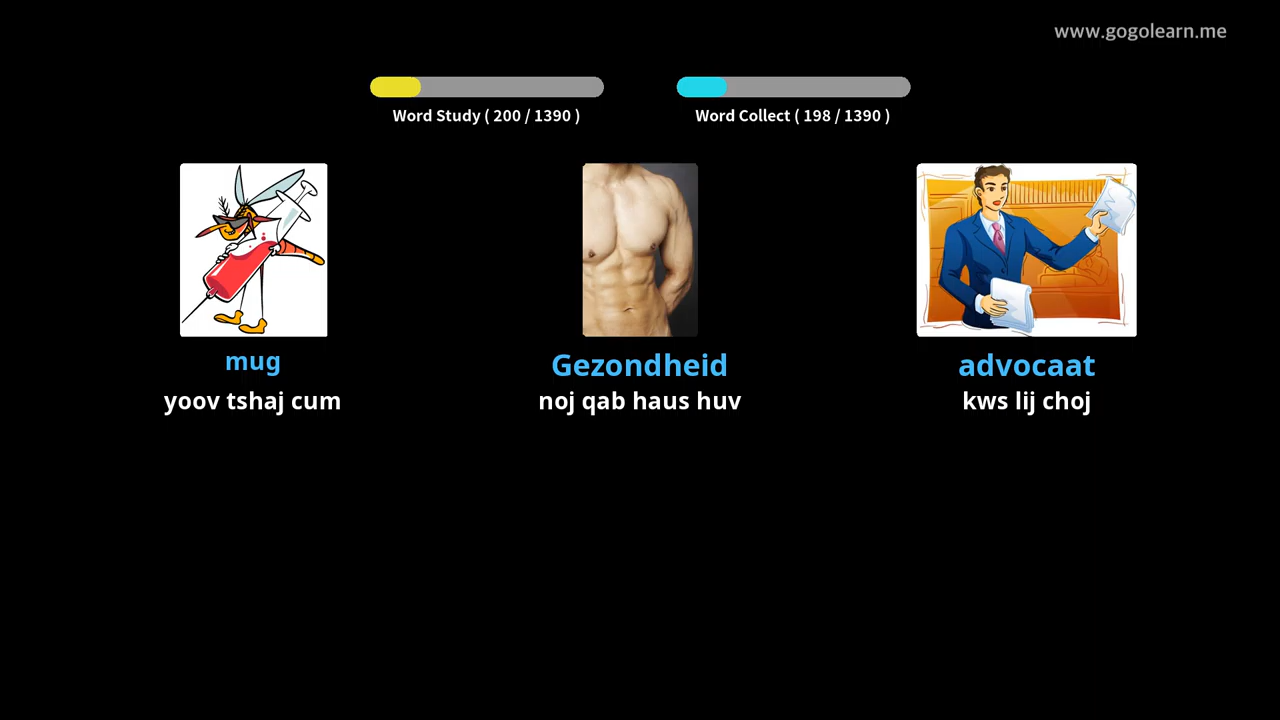 www.gogolearn.me
Word Study ( 200 / 1390 )
Word Collect ( 198 / 1390 )
mug
Gezondheid
advocaat
yoov tshaj cum
noj qab haus huv
kws lij choj